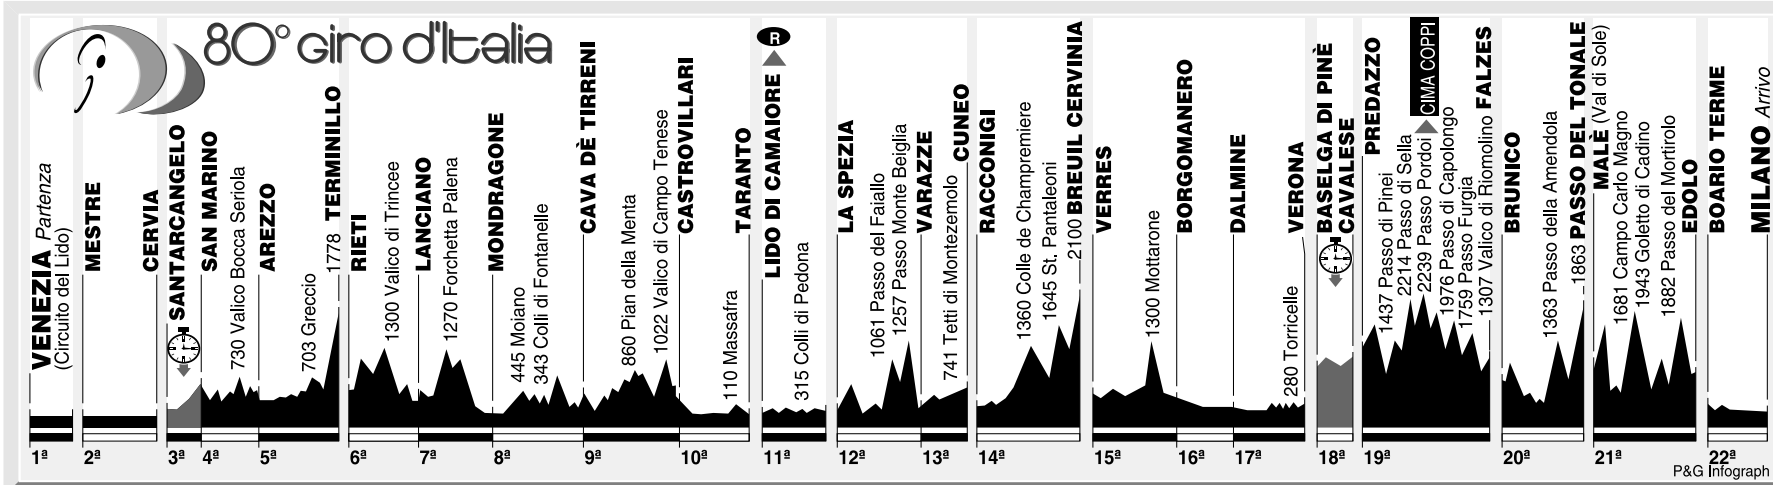 80° giro d'Italia
VENEZIA Partenza
(Circuito del Lido)
MESTRE
CERVIA
SANTARCANGELO
SAN MARINO
730 Valico Bocca Seriola
AREZZO
703 Greccio
1778 TERMINILLO
RIETI
1300 Valico di Trincee
LANCIANO
1270 Forchetta Palena
MONDRAGONE
445 Moiano
343 Colli di Fontanelle
CAVA DÈ TIRRENI
860 Pian della Menta
1022 Valico di Campo Tenese
CASTROVILLARI
110 Massafra
TARANTO
R
LIDO DI CAMAIORE
315 Colli di Pedona
LA SPEZIA
1061 Passo del Faiallo
1257 Passo Monte Beiglia
VARAZZE
741 Tetti di Montezemolo
CUNEO
RACCONIGI
1360 Colle de Champremiere
1645 St. Pantaleoni
2100 BREUIL CERVINIA
VERRES
1300 Mottarone
BORGOMANERO
DALMINE
280 Torricelle
VERONA
BASELGA DI PINÈ
CAVALESE
PREDAZZO
1437 Passo di Pinei
2214 Passo di Sella
2239 Passo Pordoi
CIMA COPPI
1976 Passo di Capolongo
1759 Passo Furgia
1307 Valico di Riomolino FALZES
BRUNICO
1363 Passo della Amendola
1863 PASSO DEL TONALE
MALÈ (Val di Sole)
1681 Campo Carlo Magno
1943 Goletto di Cadino
1882 Passo del Mortirolo
EDOLO
BOARIO TERME
MILANO Arrivo
1ª 2ª 3ª 4ª 5ª 6ª 7ª 8ª 9ª 10ª 11ª 12ª 13ª 14ª 15ª 16ª 17ª 18ª 19ª 20ª 21ª 22ª
P&G Infograph